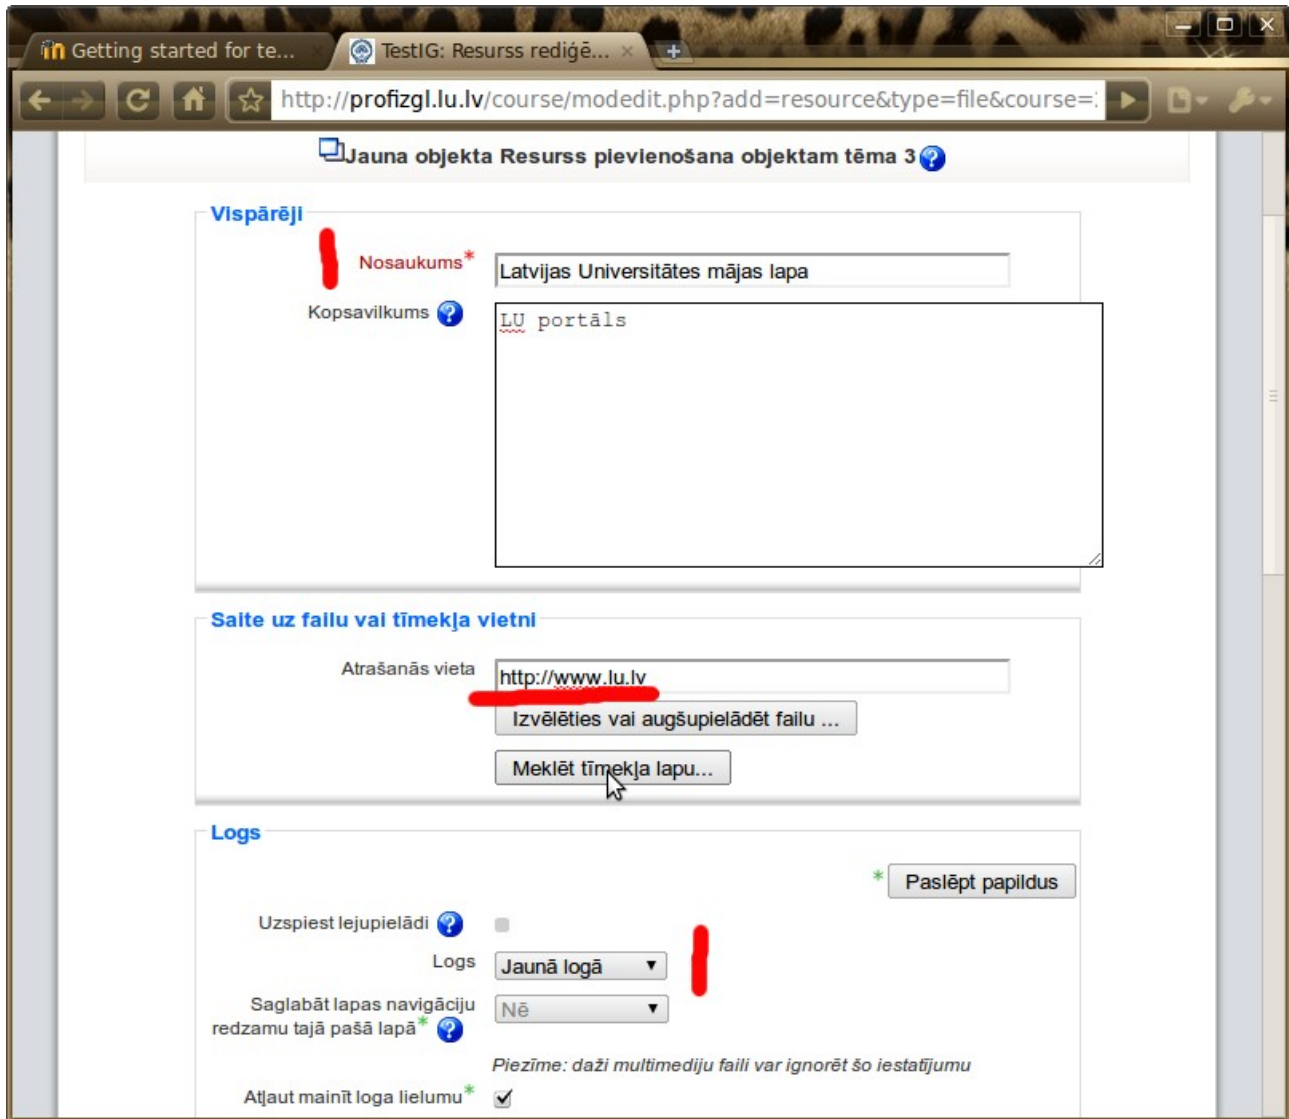 Getting started for te...
TestIG: Resurss rediģē...
http://profizgl.lu.lv/course/modedit.php?add=resource&type=file&course=
Jauna objekta Resurss pievienošana objektam tēma 3
Vispārēji
Nosaukums*
Latvijas Universitātes mājas lapa
Kopsavilkums
LU portāls
Saite uz failu vai tīmekļa vietni
Atrašanās vieta
http://www.lu.lv
Izvēlēties vai augšupielādēt failu ...
Meklēt tīmekļa lapu...
Logs
* Paslēpt papildus
Uzspiest lejupielādi
Logs
Jaunā logā
Saglabāt lapas navigāciju
redzamu tajā pašā lapā*
Nē
Piezīme: daži multimediju faili var ignorēt šo iestatījumu
Atļaut mainīt loga lielumu*